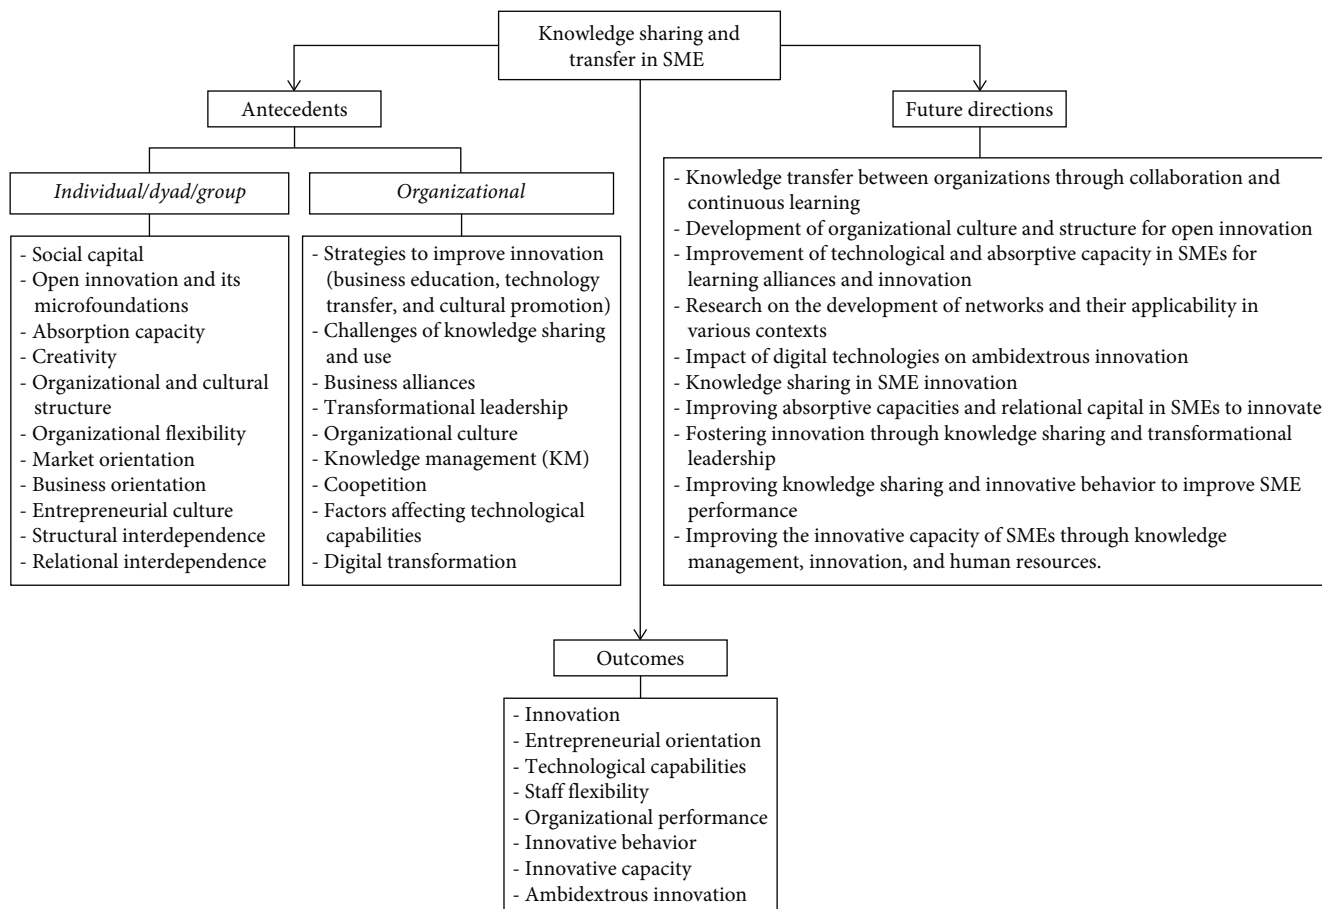 Knowledge sharing and
transfer in SME
Antecedents
Future directions
Individual/dyad/group
Organizational
- Social capital
- Open innovation and its
microfoundations
- Absorption capacity
- Creativity
- Organizational and cultural
structure
- Organizational flexibility
- Market orientation
- Business orientation
- Entrepreneurial culture
- Structural interdependence
- Relational interdependence
- Strategies to improve innovation
(business education, technology
transfer, and cultural promotion)
- Challenges of knowledge sharing
and use
- Business alliances
- Transformational leadership
- Organizational culture
- Knowledge management (KM)
- Coopetition
- Factors affecting technological
capabilities
- Digital transformation
- Knowledge transfer between organizations through collaboration and
continuous learning
- Development of organizational culture and structure for open innovation
- Improvement of technological and absorptive capacity in SMEs for
learning alliances and innovation
- Research on the development of networks and their applicability in
various contexts
- Impact of digital technologies on ambidextrous innovation
- Knowledge sharing in SME innovation
- Improving absorptive capacities and relational capital in SMEs to innovate
- Fostering innovation through knowledge sharing and transformational
leadership
- Improving knowledge sharing and innovative behavior to improve SME
performance
- Improving the innovative capacity of SMEs through knowledge
management, innovation, and human resources.
Outcomes
- Innovation
- Entrepreneurial orientation
- Technological capabilities
- Staff flexibility
- Organizational performance
- Innovative behavior
- Innovative capacity
- Ambidextrous innovation